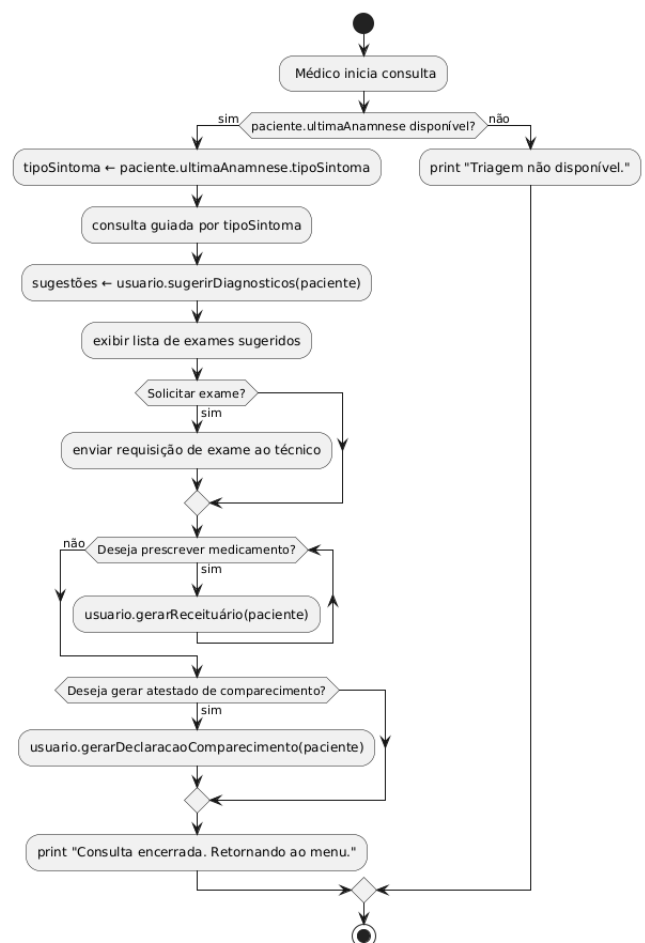 Médico inicia consulta
sim
paciente.ultimaAnamnese disponível?
não
tipoSintoma ← paciente.ultimaAnamnese.tipoSintoma
print "Triagem não disponível."
consulta guiada por tipoSintoma
sugestões ← usuario.sugerirDiagnosticos(paciente)
exibir lista de exames sugeridos
Solicitar exame?
sim
enviar requisição de exame ao técnico
não
Deseja prescrever medicamento?
sim
usuario.gerarReceituário(paciente)
Deseja gerar atestado de comparecimento?
sim
usuario.gerarDeclaracaoComparecimento(paciente)
print "Consulta encerrada. Retornando ao menu."